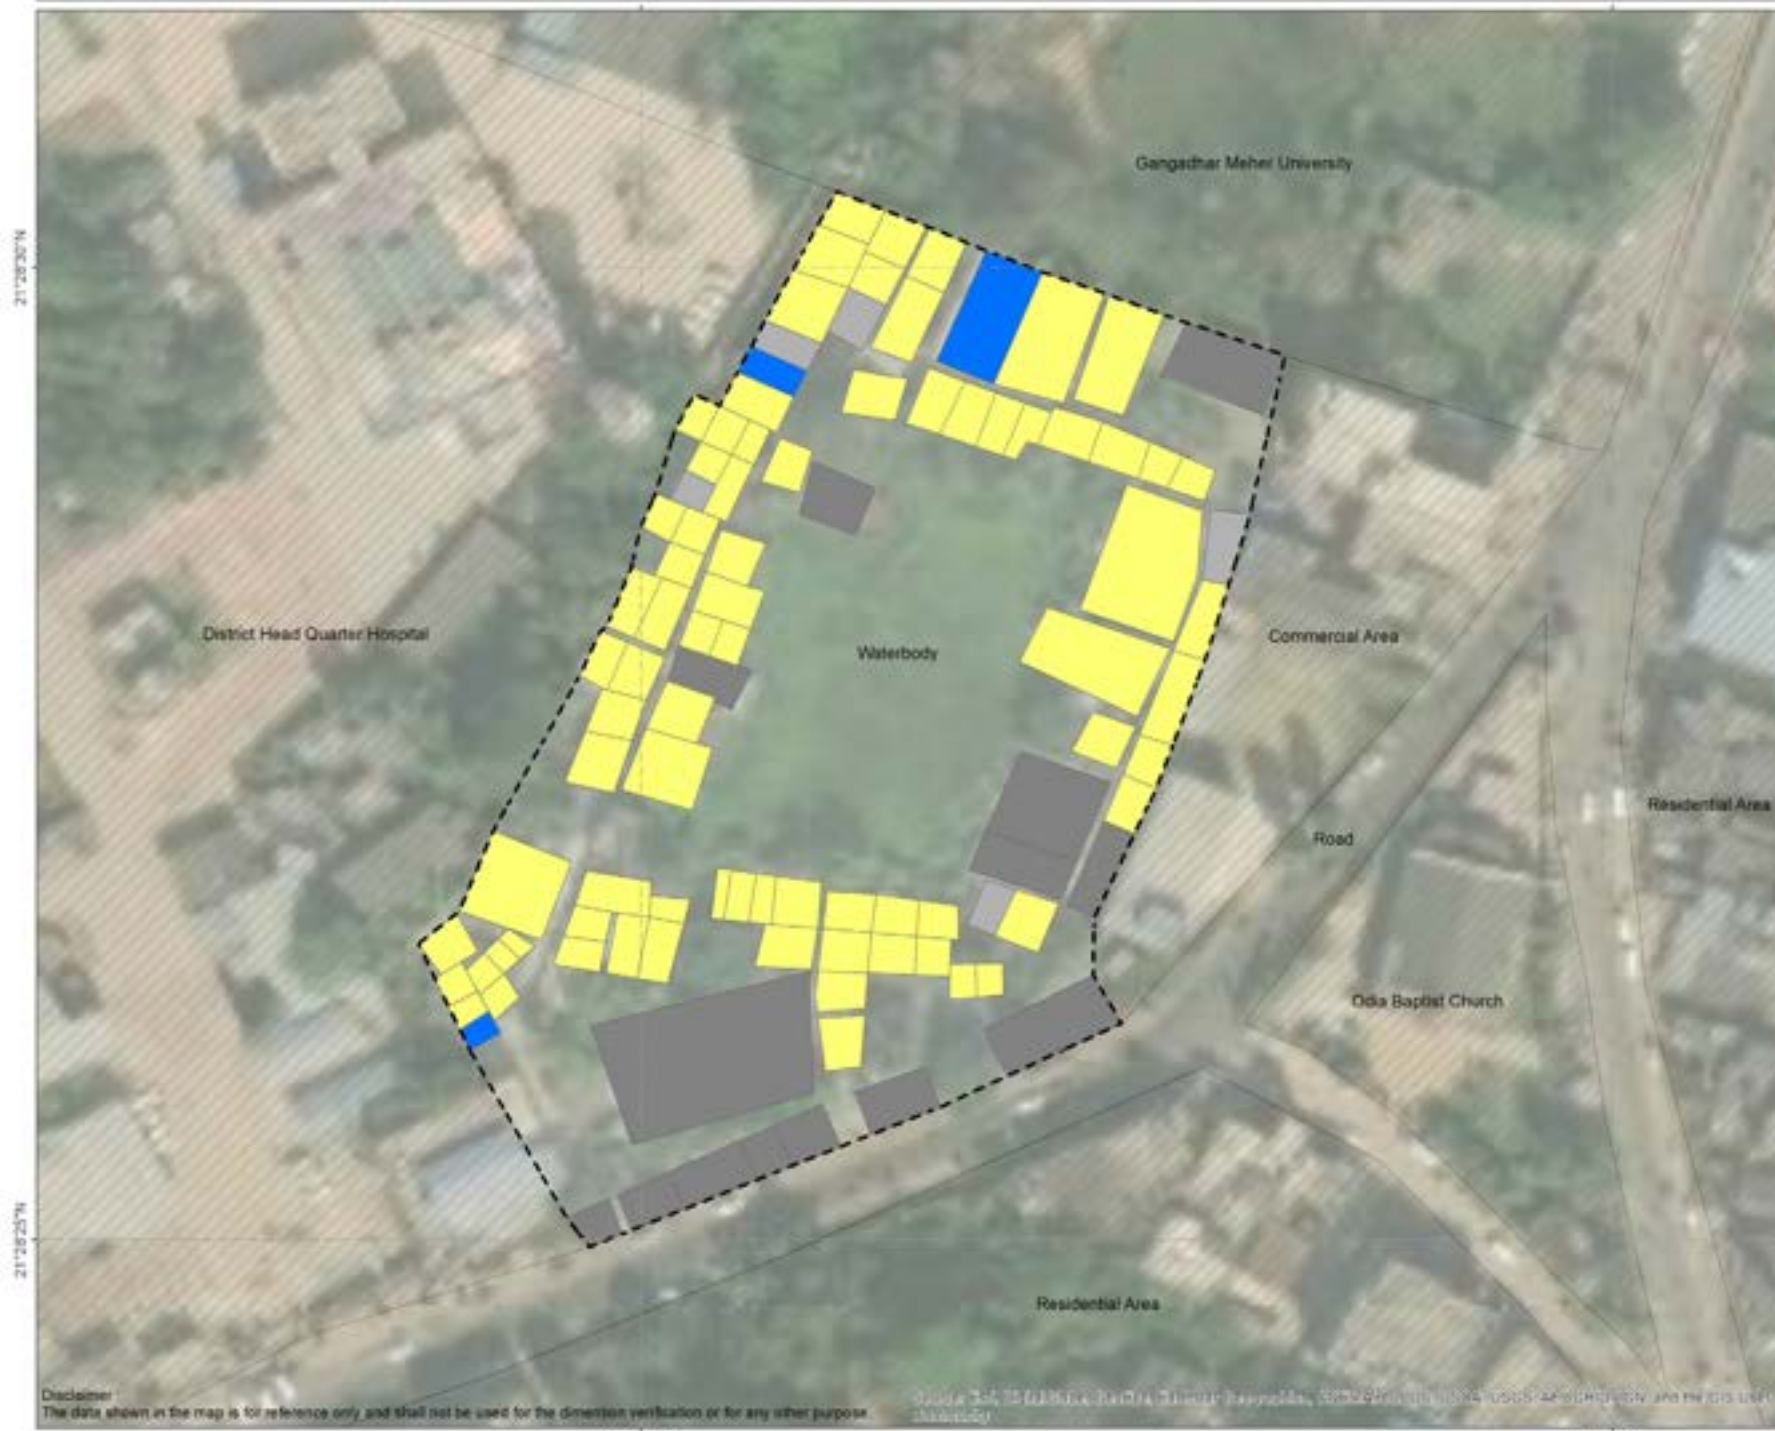 Gangadhar Meher University
21°28'30"N
District Head Quarter Hospital
Waterbody
Commercial Area
Residential Area
Road
Odia Baptist Church
21°28'25"N
Residential Area
Disclaimer
The data shown in the map is for reference only and shall not be used for the dimention verification or for any other purpose